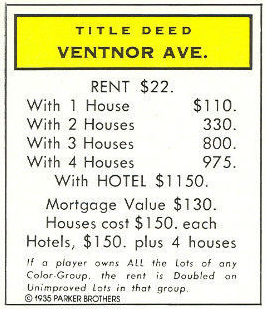 TITLE DEED
VENTNOR AVE.
RENT $22.
With 1 House $110.
With 2 Houses 330.
With 3 Houses 800.
With 4 Houses 975.
With HOTEL $1150.
Mortgage Value $130.
Houses cost $150. each
Hotels, $150. plus 4 houses
If a player owns ALL the Lots of any
Color-Group, the rent is Doubled on
Unimproved Lots in that group.
© 1935 PARKER BROTHERS